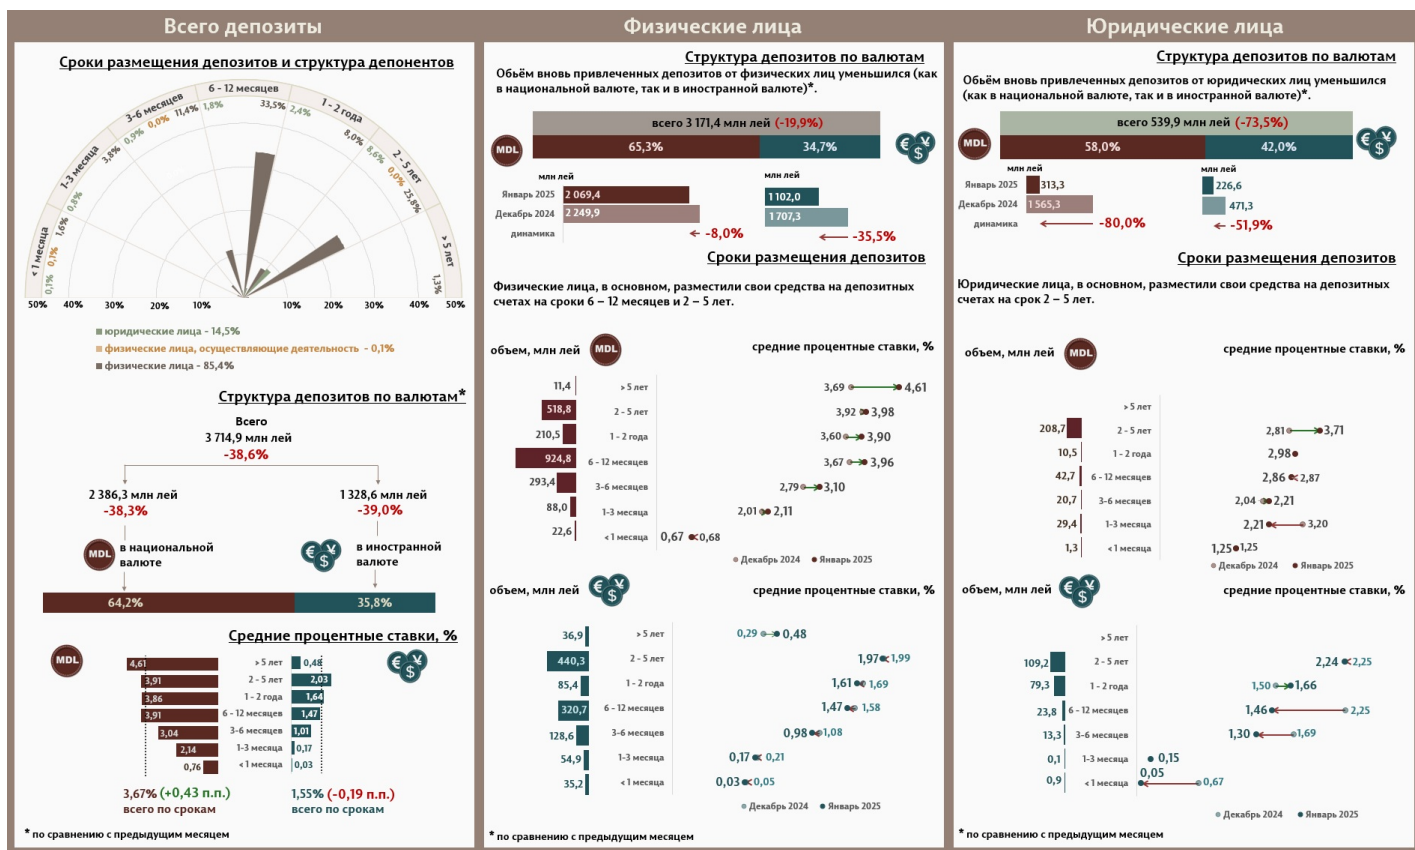 Всего депозиты
Сроки размещения депозитов и структура депонентов
< 1 месяца
1-3 месяца
3-6 месяцев
6 - 12 месяцев
1 - 2 года
2 - 5 лет
> 5 лет
0,1%
0,1%
1,6%
0,8%
3,8%
0,9%
0,0%
11,4%
1,8%
33,5%
2,4%
8,0%
8,6%
0,0%
25,8%
1,3%
50% 40% 30% 20% 10% 10% 20% 30% 40% 50%
юридические лица - 14,5%
физические лица, осуществляющие деятельность - 0,1%
физические лица - 85,4%
Структура депозитов по валютам*
Всего
3 714,9 млн лей
-38,6%
2 386,3 млн лей
-38,3%
1 328,6 млн лей
-39,0%
MDL
в национальной
валюте
€ ¥ $
в иностранной
валюте
64,2% 35,8%
Средние процентные ставки, %
MDL
€ ¥ $
4,61 > 5 лет 0,48
3,91 2 - 5 лет 2,03
3,86 1 - 2 года 1,64
3,91 6 - 12 месяцев 1,47
3,04 3-6 месяцев 1,01
2,14 1-3 месяца 0,17
0,76 < 1 месяца 0,03
3,67% (+0,43 п.п.)
всего по срокам
1,55% (-0,19 п.п.)
всего по срокам
* по сравнению с предыдущим месяцем
Физические лица
Структура депозитов по валютам
Обьём вновь привлеченных депозитов от физических лиц уменьшился (как
в национальной валюте, так и в иностранной валюте)*.
всего 3 171,4 млн лей (-19,9%)
MDL 65,3% 34,7% € ¥ $
млн лей млн лей
Январь 2025 2 069,4 1 102,0
Декабрь 2024 2 249,9 1 707,3
динамика -8,0% -35,5%
Сроки размещения депозитов
Физические лица, в основном, разместили свои средства на депозитных
счетах на сроки 6 – 12 месяцев и 2 – 5 лет.
объем, млн лей MDL средние процентные ставки, %
11,4 > 5 лет 3,69 4,61
518,8 2 - 5 лет 3,92 3,98
210,5 1 - 2 года 3,60 3,90
924,8 6 - 12 месяцев 3,67 3,96
293,4 3-6 месяцев 2,79 3,10
88,0 1-3 месяца 2,01 2,11
22,6 < 1 месяца 0,67 0,68
Декабрь 2024 Январь 2025
объем, млн лей € ¥ $ средние процентные ставки, %
36,9 > 5 лет 0,29 0,48
440,3 2 - 5 лет 1,97 1,99
85,4 1 - 2 года 1,61 1,69
320,7 6 - 12 месяцев 1,47 1,58
128,6 3-6 месяцев 0,98 1,08
54,9 1-3 месяца 0,17 0,21
35,2 < 1 месяца 0,03 0,05
Декабрь 2024 Январь 2025
* по сравнению с предыдущим месяцем
Юридические лица
Структура депозитов по валютам
Обьём вновь привлеченных депозитов от юридических лиц уменьшился
(как в национальной валюте, так и в иностранной валюте)*.
всего 539,9 млн лей (-73,5%)
MDL 58,0% 42,0% € ¥ $
млн лей млн лей
Январь 2025 313,3 226,6
Декабрь 2024 1 565,3 471,3
динамика -80,0% -51,9%
Сроки размещения депозитов
Юридические лица, в основном, разместили свои средства на депозитных
счетах на срок 2 – 5 лет.
объем, млн лей MDL средние процентные ставки, %
> 5 лет
208,7 2 - 5 лет 2,81 3,71
10,5 1 - 2 года 2,98
42,7 6 - 12 месяцев 2,86 2,87
20,7 3-6 месяцев 2,04 2,21
29,4 1-3 месяца 2,21 3,20
1,3 < 1 месяца 1,25 1,25
Декабрь 2024 Январь 2025
объем, млн лей € ¥ $ средние процентные ставки, %
> 5 лет
109,2 2 - 5 лет 2,24 2,25
79,3 1 - 2 года 1,50 1,66
23,8 6 - 12 месяцев 1,46 2,25
13,3 3-6 месяцев 1,30 1,69
0,1 1-3 месяца 0,15
0,9 < 1 месяца 0,05 0,67
Декабрь 2024 Январь 2025
* по сравнению с предыдущим месяцем